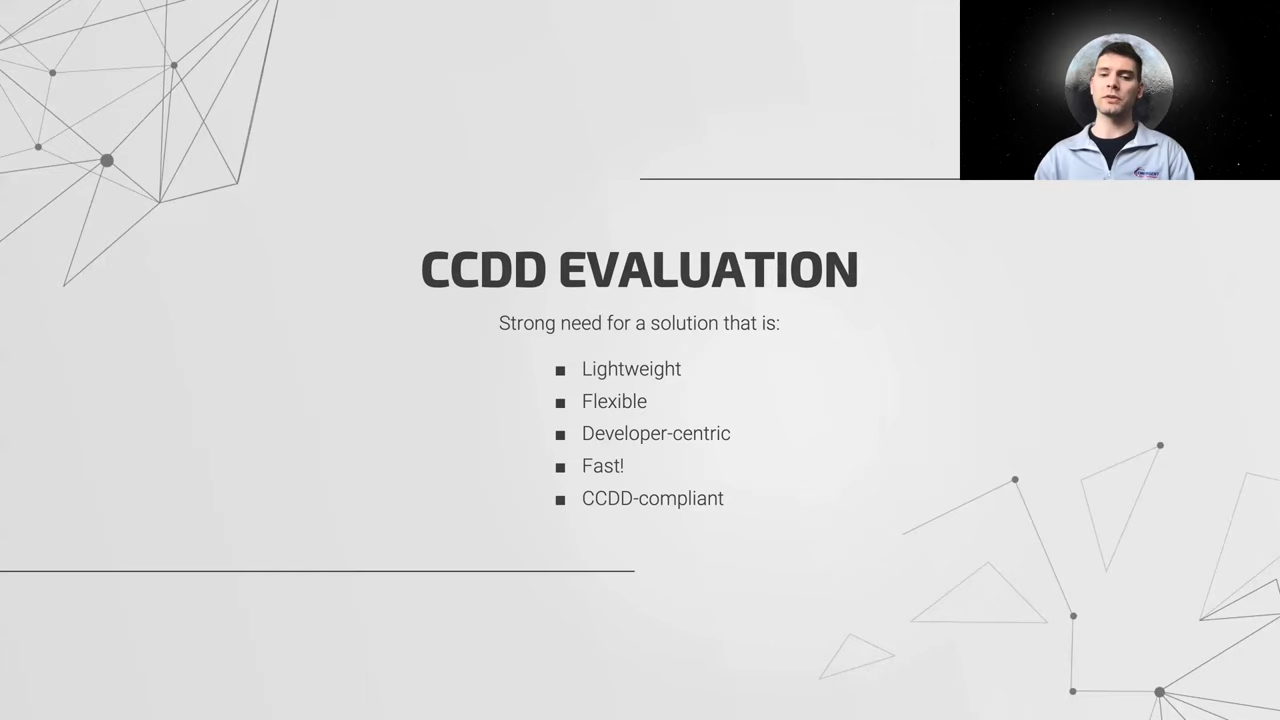 CCDD EVALUATION
Strong need for a solution that is:
■ Lightweight
■ Flexible
■ Developer-centric
■ Fast!
■ CCDD-compliant